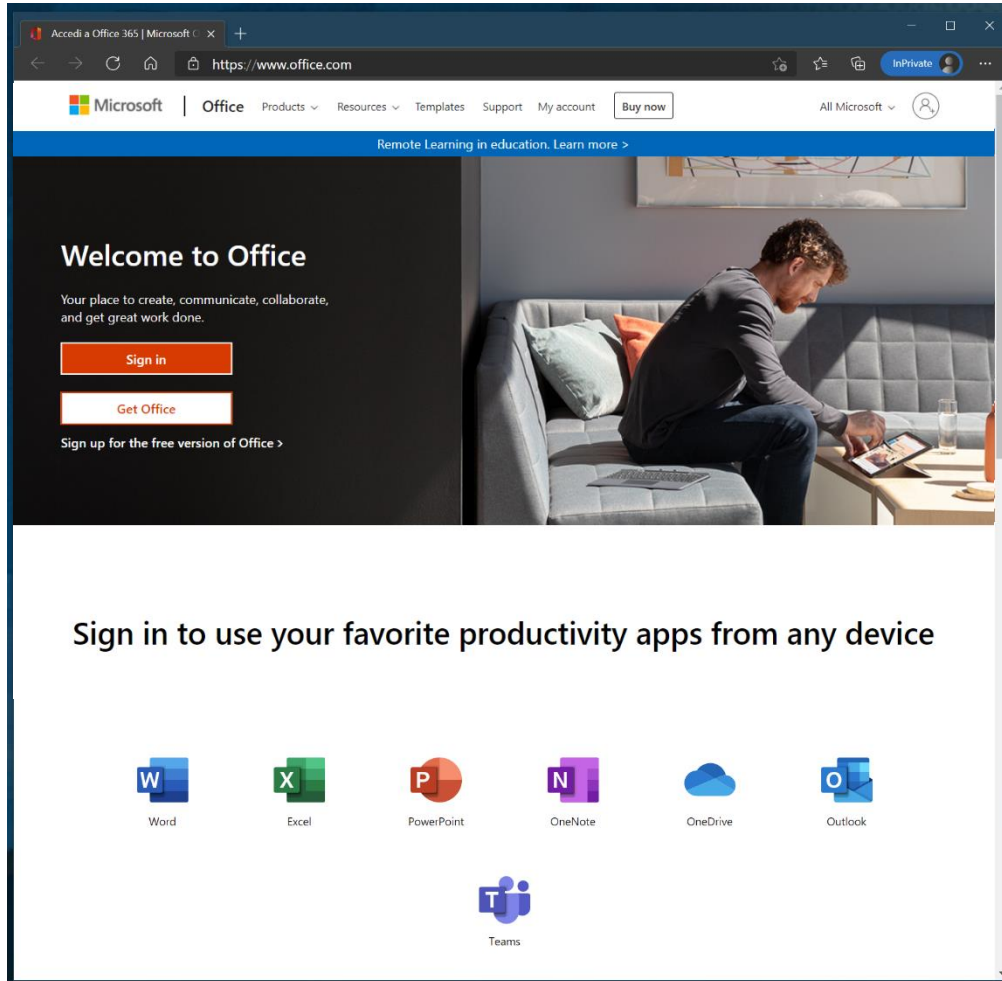 Accedi a Office 365 | Microsoft O
https://www.office.com
InPrivate
Microsoft | Office Products Resources Templates Support My account Buy now All Microsoft
Remote Learning in education. Learn more >
Welcome to Office
Your place to create, communicate, collaborate,
and get great work done.
Sign in
Get Office
Sign up for the free version of Office >
Sign in to use your favorite productivity apps from any device
W X P N O
Word Excel PowerPoint OneNote OneDrive Outlook
T
Teams